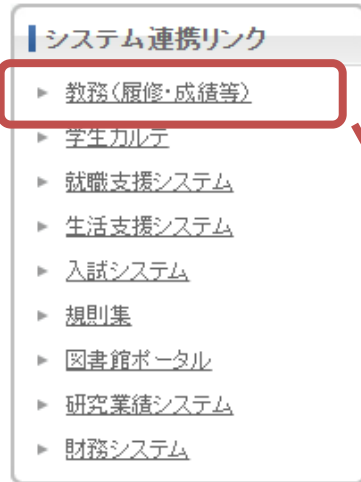 システム連携リンク
教務(履修・成績等)
学生カルテ
就職支援システム
生活支援システム
入試システム
規則集
図書館ポータル
研究業績システム
財務システム